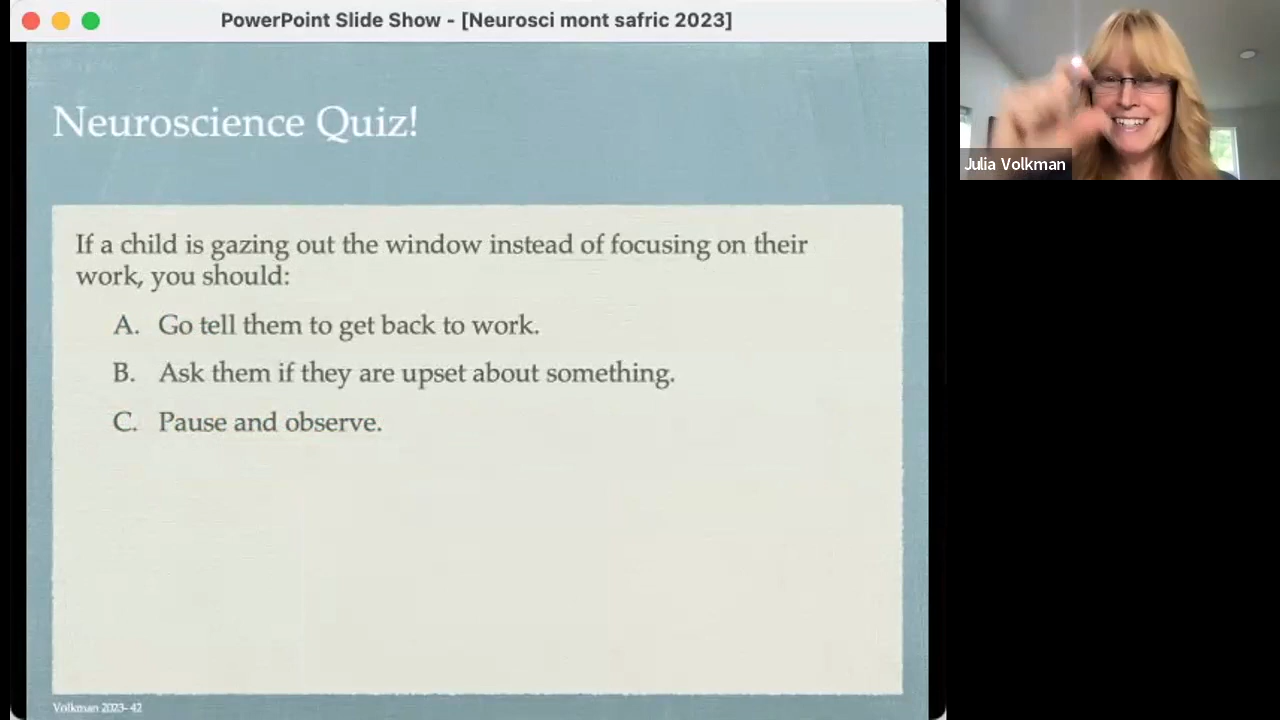 PowerPoint Slide Show - [Neurosci mont safric 2023]
Neuroscience Quiz!
If a child is gazing out the window instead of focusing on their
work, you should:
A. Go tell them to get back to work.
B. Ask them if they are upset about something.
C. Pause and observe.
Volkman 2023- 42
Julia Volkman